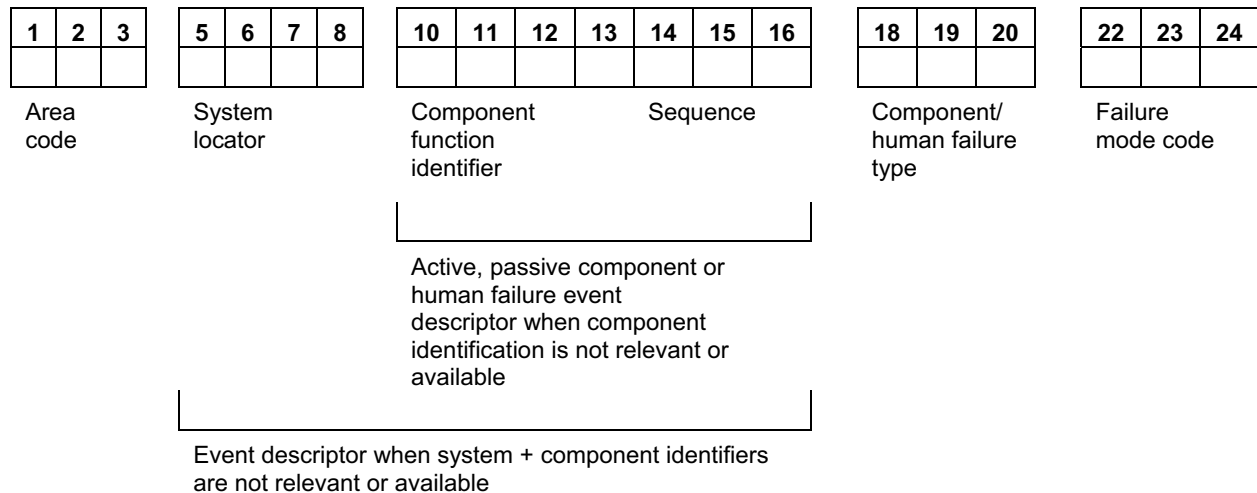 1 2 3 5 6 7 8 10 11 12 13 14 15 16 18 19 20 22 23 24
Area
code
System
locator
Component
function
identifier
Sequence
Component/
human failure
type
Failure
mode code
Active, passive component or
human failure event
descriptor when component
identification is not relevant or
available
Event descriptor when system + component identifiers
are not relevant or available